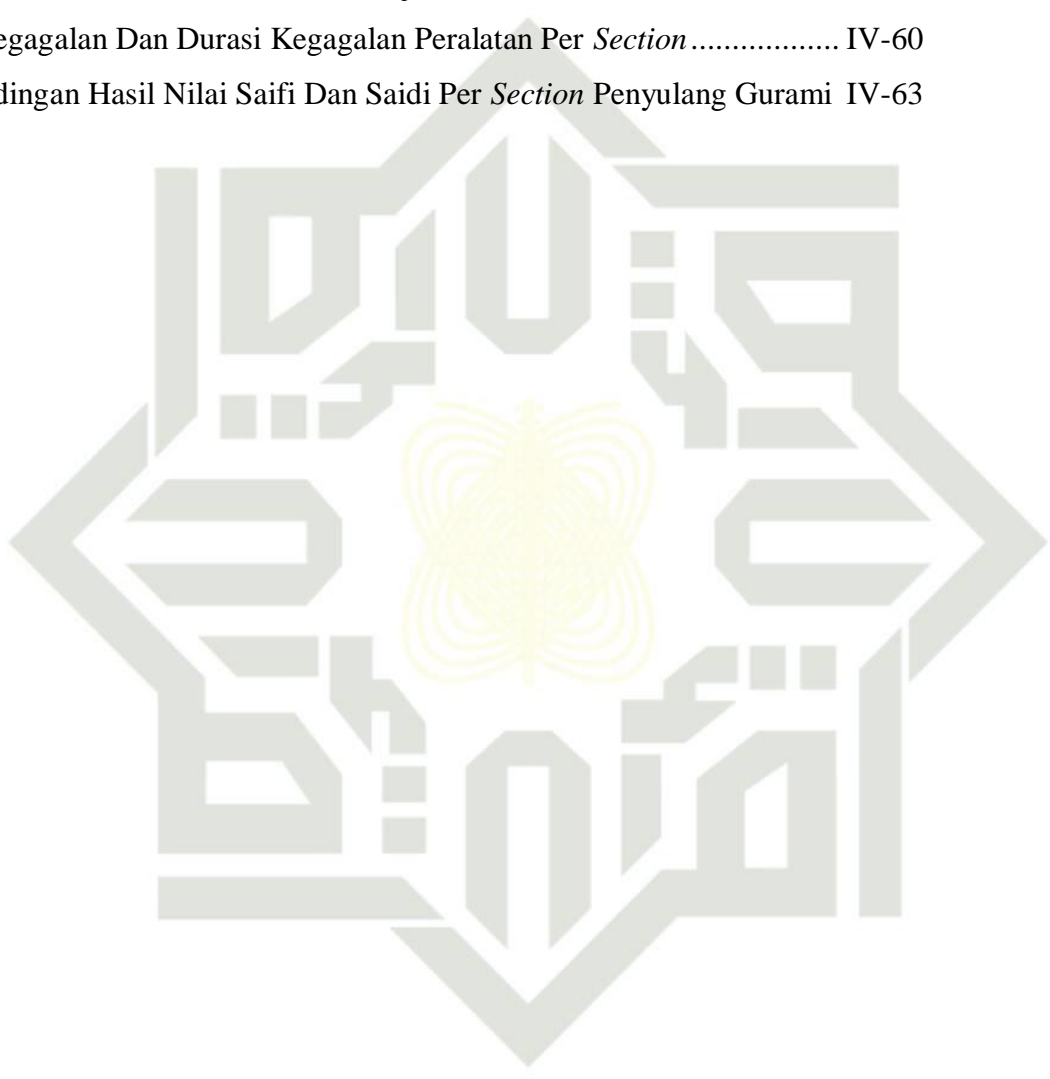 egagalan Dan Durasi Kegagalan Peralatan Per Section .................. IV-60
dingan Hasil Nilai Saifi Dan Saidi Per Section Penyulang Gurami IV-63